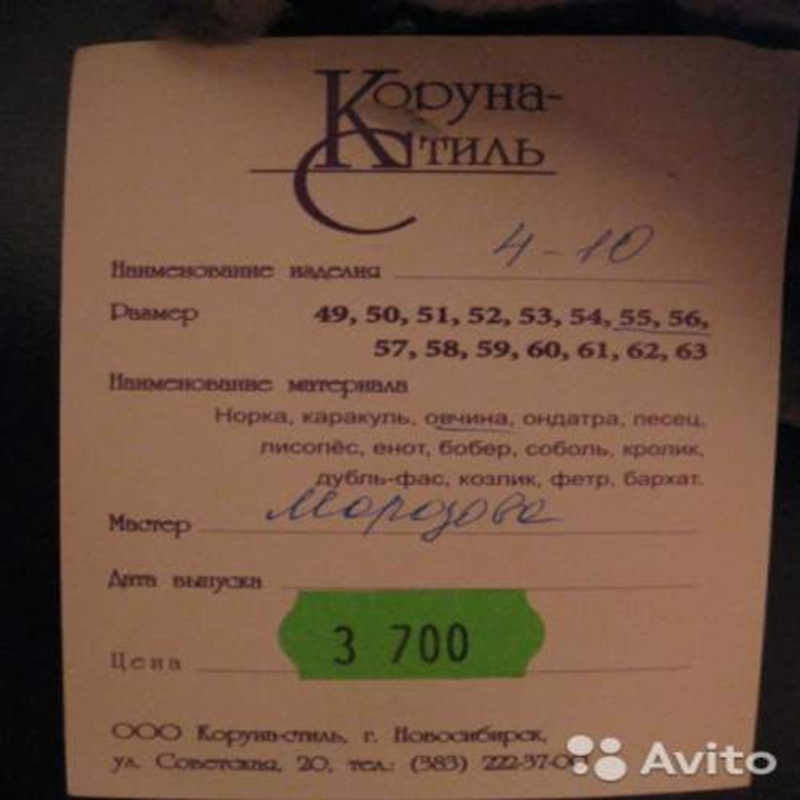 Коруна-
Стиль
Наименование изделия 4-10
Размер 49, 50, 51, 52, 53, 54, 55, 56,
57, 58, 59, 60, 61, 62, 63
Наименование материала
Норка, каракуль, овчина, ондатра, песец,
лисопёс, енот, бобер, соболь, кролик,
дубль-фас, козлик, фетр, бархат.
Мастер Морозова
Дата выпуска
Цена 3 700
ООО Коруна-стиль, г. Новосибирск,
ул. Советская, 20, тел.: (383) 222-37-
Avito